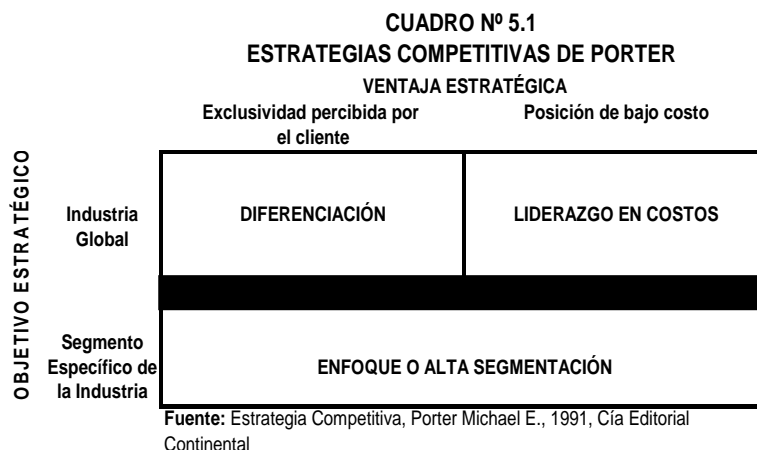 CUADRO Nº 5.1
ESTRATEGIAS COMPETITIVAS DE PORTER
VENTAJA ESTRATÉGICA
Exclusividad percibida por
el cliente
Posición de bajo costo
OBJETIVO ESTRATÉGICO
Industria
Global
DIFERENCIACIÓN
LIDERAZGO EN COSTOS
Segmento
Específico de
la Industria
ENFOQUE O ALTA SEGMENTACIÓN
Fuente: Estrategia Competitiva, Porter Michael E., 1991, Cía Editorial
Continental